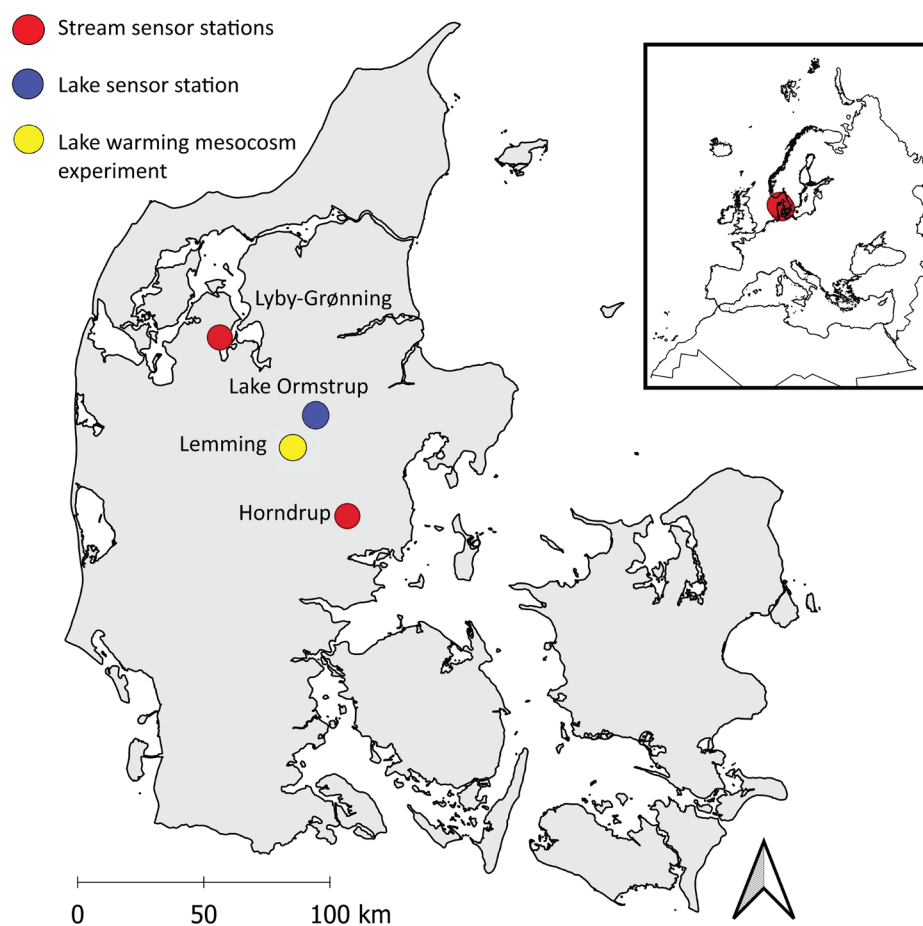 Stream sensor stations
Lake sensor station
Lake warming mesocosm
experiment
Lyby-Grønning
Lake Ormstrup
Lemming
Horndrup
0 50 100 km